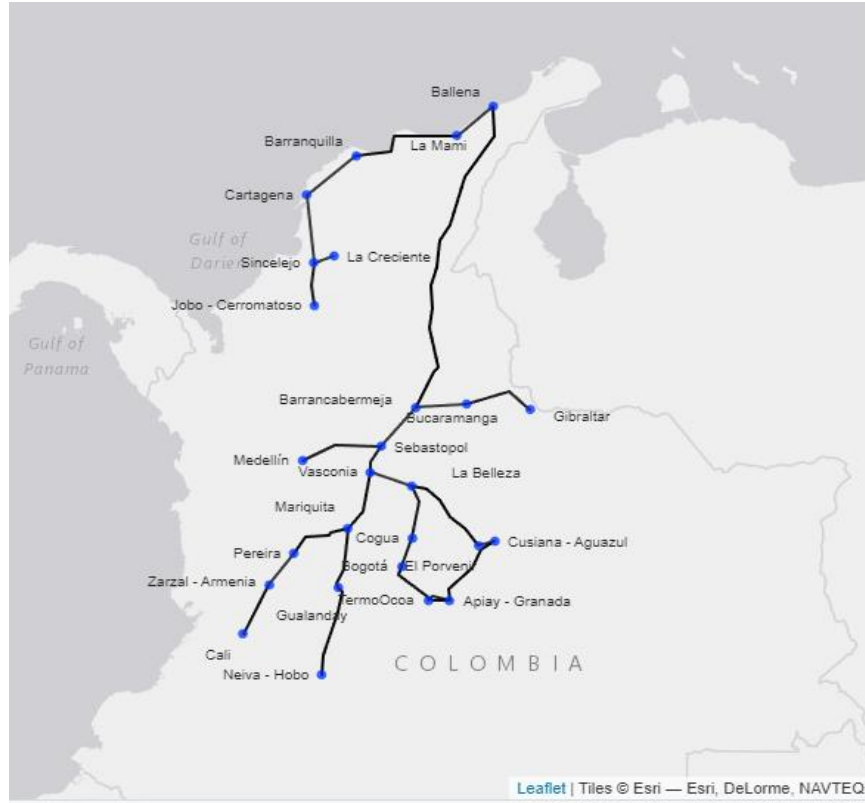 Ballena
Barranquilla
La Mami
Cartagena
Gulf of
Darien
Sincelejo
La Creciente
Jobo - Cerromatoso
Gulf of
Panama
Barrancabermeja
Bucaramanga
Gibraltar
Sebastopol
Medellín
Vasconia
La Belleza
Mariquita
Cogua
Cusiana - Aguazul
Pereira
Bogotá
El Porveni
Zarzal - Armenia
TermoOcoa
Apiay - Granada
Gualanday
Cali
COLOMBIA
Neiva - Hobo
Leaflet | Tiles © Esri — Esri, DeLorme, NAVTEQ